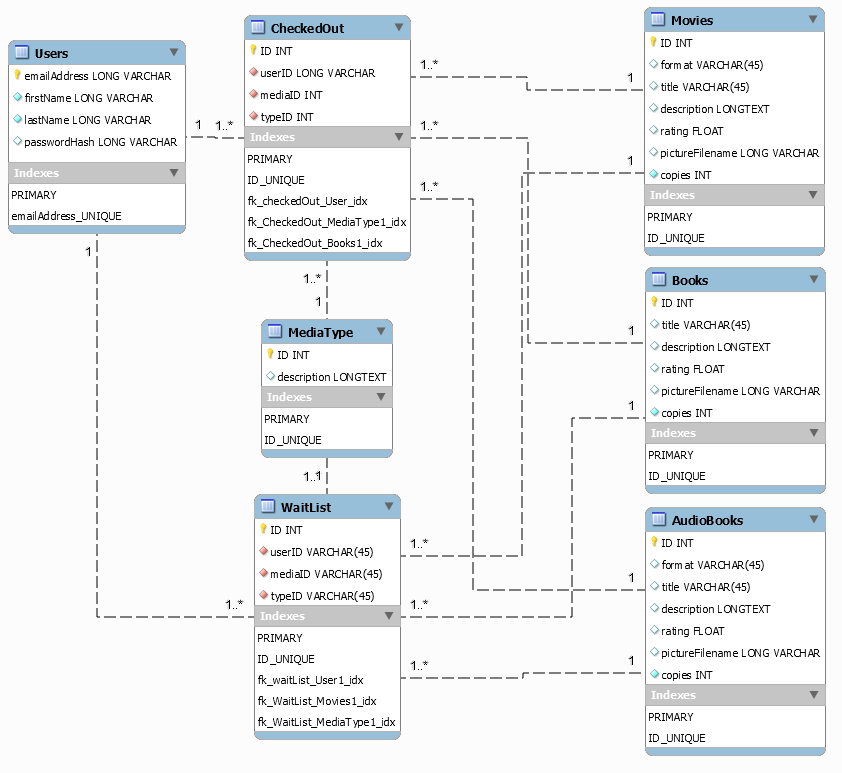 Users
emailAddress LONG VARCHAR
firstName LONG VARCHAR
lastName LONG VARCHAR
passwordHash LONG VARCHAR
Indexes
PRIMARY
emailAddress_UNIQUE
1
1..*
1
1..*
CheckedOut
ID INT
userID LONG VARCHAR
mediaID INT
typeID INT
Indexes
PRIMARY
ID_UNIQUE
fk_checkedOut_User_idx
fk_CheckedOut_MediaType1_idx
fk_CheckedOut_Books1_idx
1..*
1..*
1..*
1..*
1
MediaType
ID INT
description LONGTEXT
Indexes
PRIMARY
ID_UNIQUE
1..1
WaitList
ID INT
userID VARCHAR(45)
mediaID VARCHAR(45)
typeID VARCHAR(45)
Indexes
PRIMARY
ID_UNIQUE
fk_waitList_User1_idx
fk_WaitList_Movies1_idx
fk_WaitList_MediaType1_idx
1..*
1..*
1..*
1
1
Movies
ID INT
format VARCHAR(45)
title VARCHAR(45)
description LONGTEXT
rating FLOAT
pictureFilename LONG VARCHAR
copies INT
Indexes
PRIMARY
ID_UNIQUE
1
1
Books
ID INT
title VARCHAR(45)
description LONGTEXT
rating FLOAT
pictureFilename LONG VARCHAR
copies INT
Indexes
PRIMARY
ID_UNIQUE
1
1
AudioBooks
ID INT
format VARCHAR(45)
title VARCHAR(45)
description LONGTEXT
rating FLOAT
pictureFilename LONG VARCHAR
copies INT
Indexes
PRIMARY
ID_UNIQUE